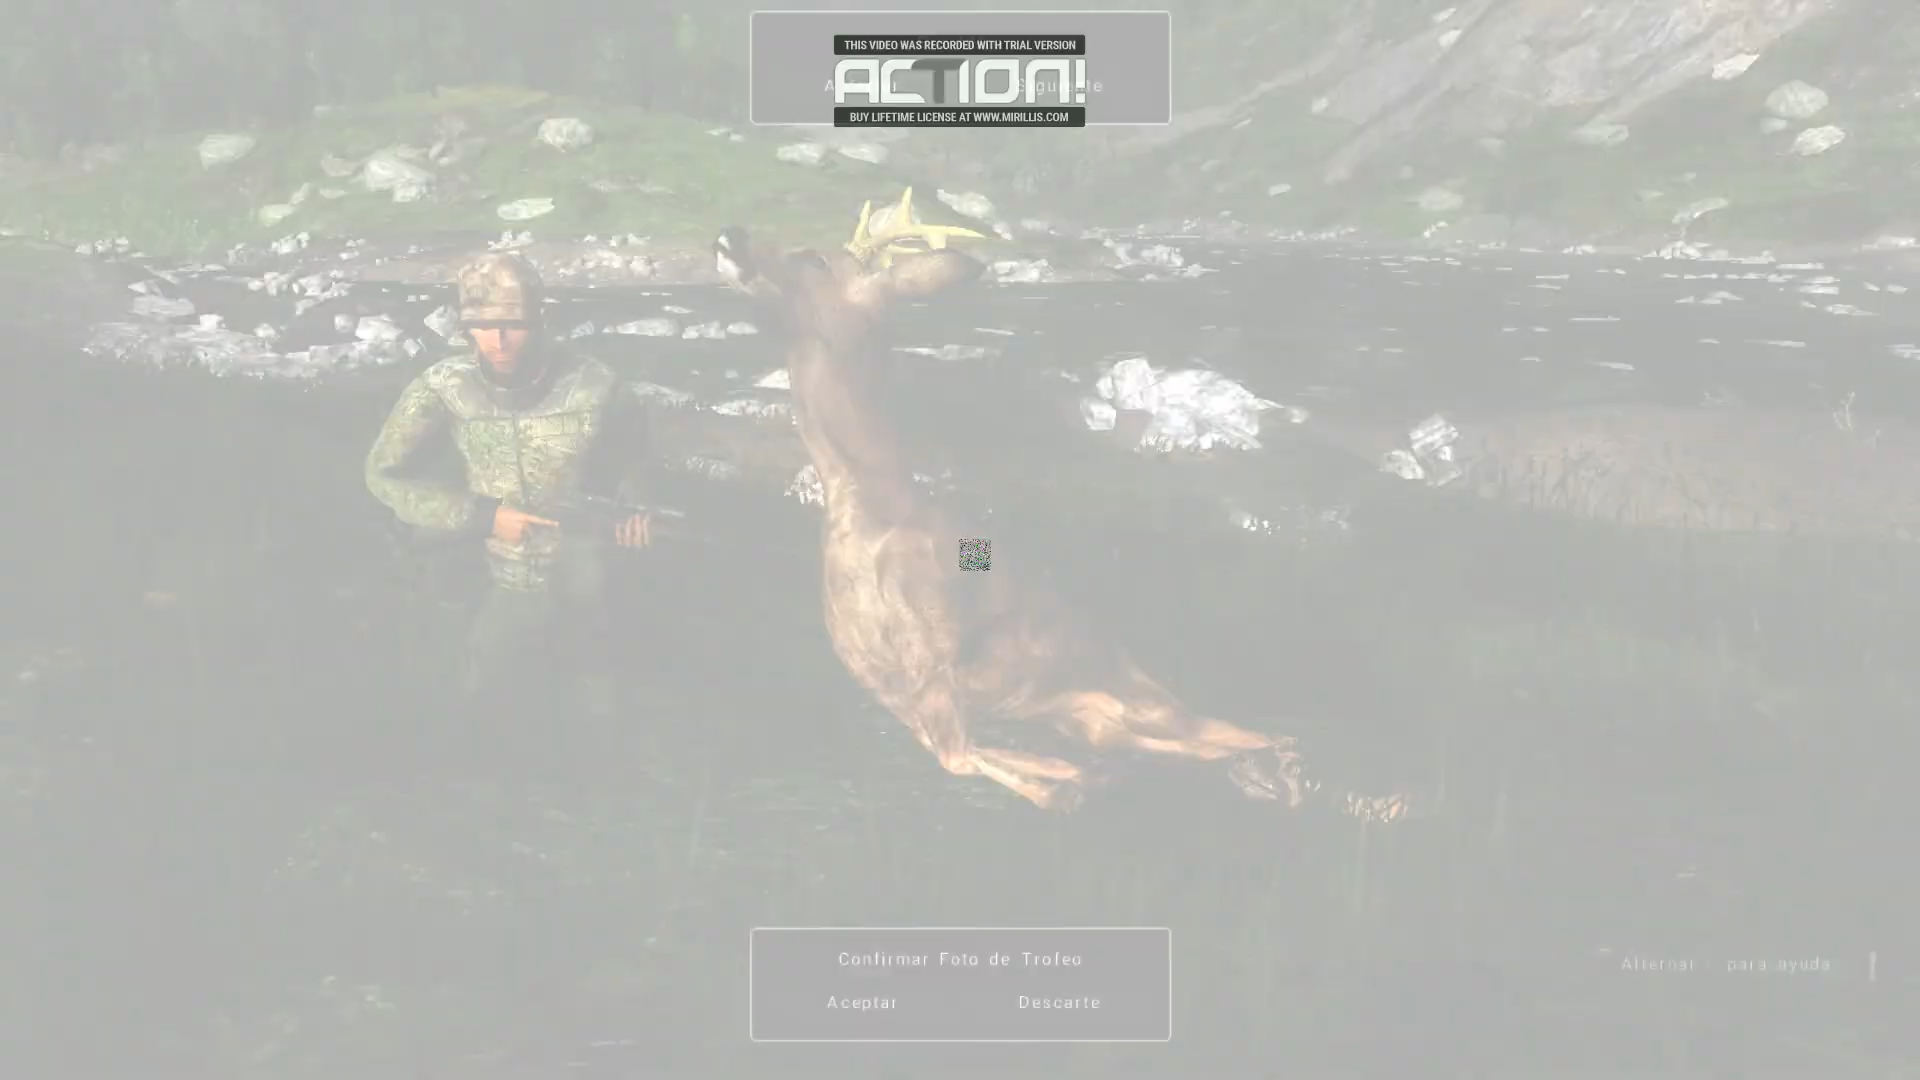 THIS VIDEO WAS RECORDED WITH TRIAL VERSION
ACTION!
BUY LIFETIME LICENSE AT WWW.MIRILLIS.COM
Confirmar Foto de Trofeo
Aceptar Descarte
Alternar para ayuda